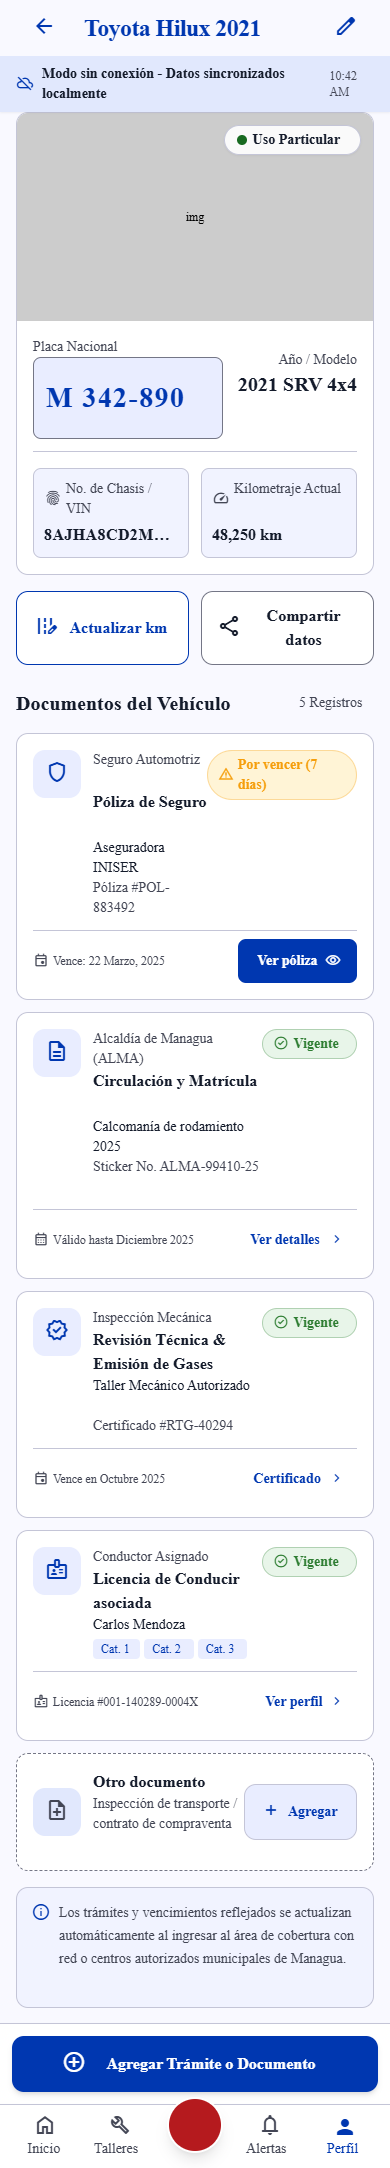 Toyota Hilux 2021
Modo sin conexión - Datos sincronizados
localmente
10:42
AM
Uso Particular
img
Placa Nacional
M 342-890
Año / Modelo
2021 SRV 4x4
No. de Chasis /
VIN
8AJHA8CD2M...
Kilometraje Actual
48,250 km
Actualizar km
Compartir
datos
Documentos del Vehículo
5 Registros
Seguro Automotriz
Póliza de Seguro
Por vencer (7
días)
Aseguradora
INISER
Póliza #POL-
883492
Vence: 22 Marzo, 2025
Ver póliza
Alcaldía de Managua
(ALMA)
Circulación y Matrícula
Vigente
Calcomanía de rodamiento
2025
Sticker No. ALMA-99410-25
Válido hasta Diciembre 2025
Ver detalles
Inspección Mecánica
Revisión Técnica &
Emisión de Gases
Vigente
Taller Mecánico Autorizado
Certificado #RTG-40294
Vence en Octubre 2025
Certificado
Conductor Asignado
Licencia de Conducir
asociada
Vigente
Carlos Mendoza
Cat. 1
Cat. 2
Cat. 3
Licencia #001-140289-0004X
Ver perfil
Otro documento
Inspección de transporte /
contrato de compraventa
Agregar
Los trámites y vencimientos reflejados se actualizan
automáticamente al ingresar al área de cobertura con
red o centros autorizados municipales de Managua.
Agregar Trámite o Documento
Inicio
Talleres
Alertas
Perfil